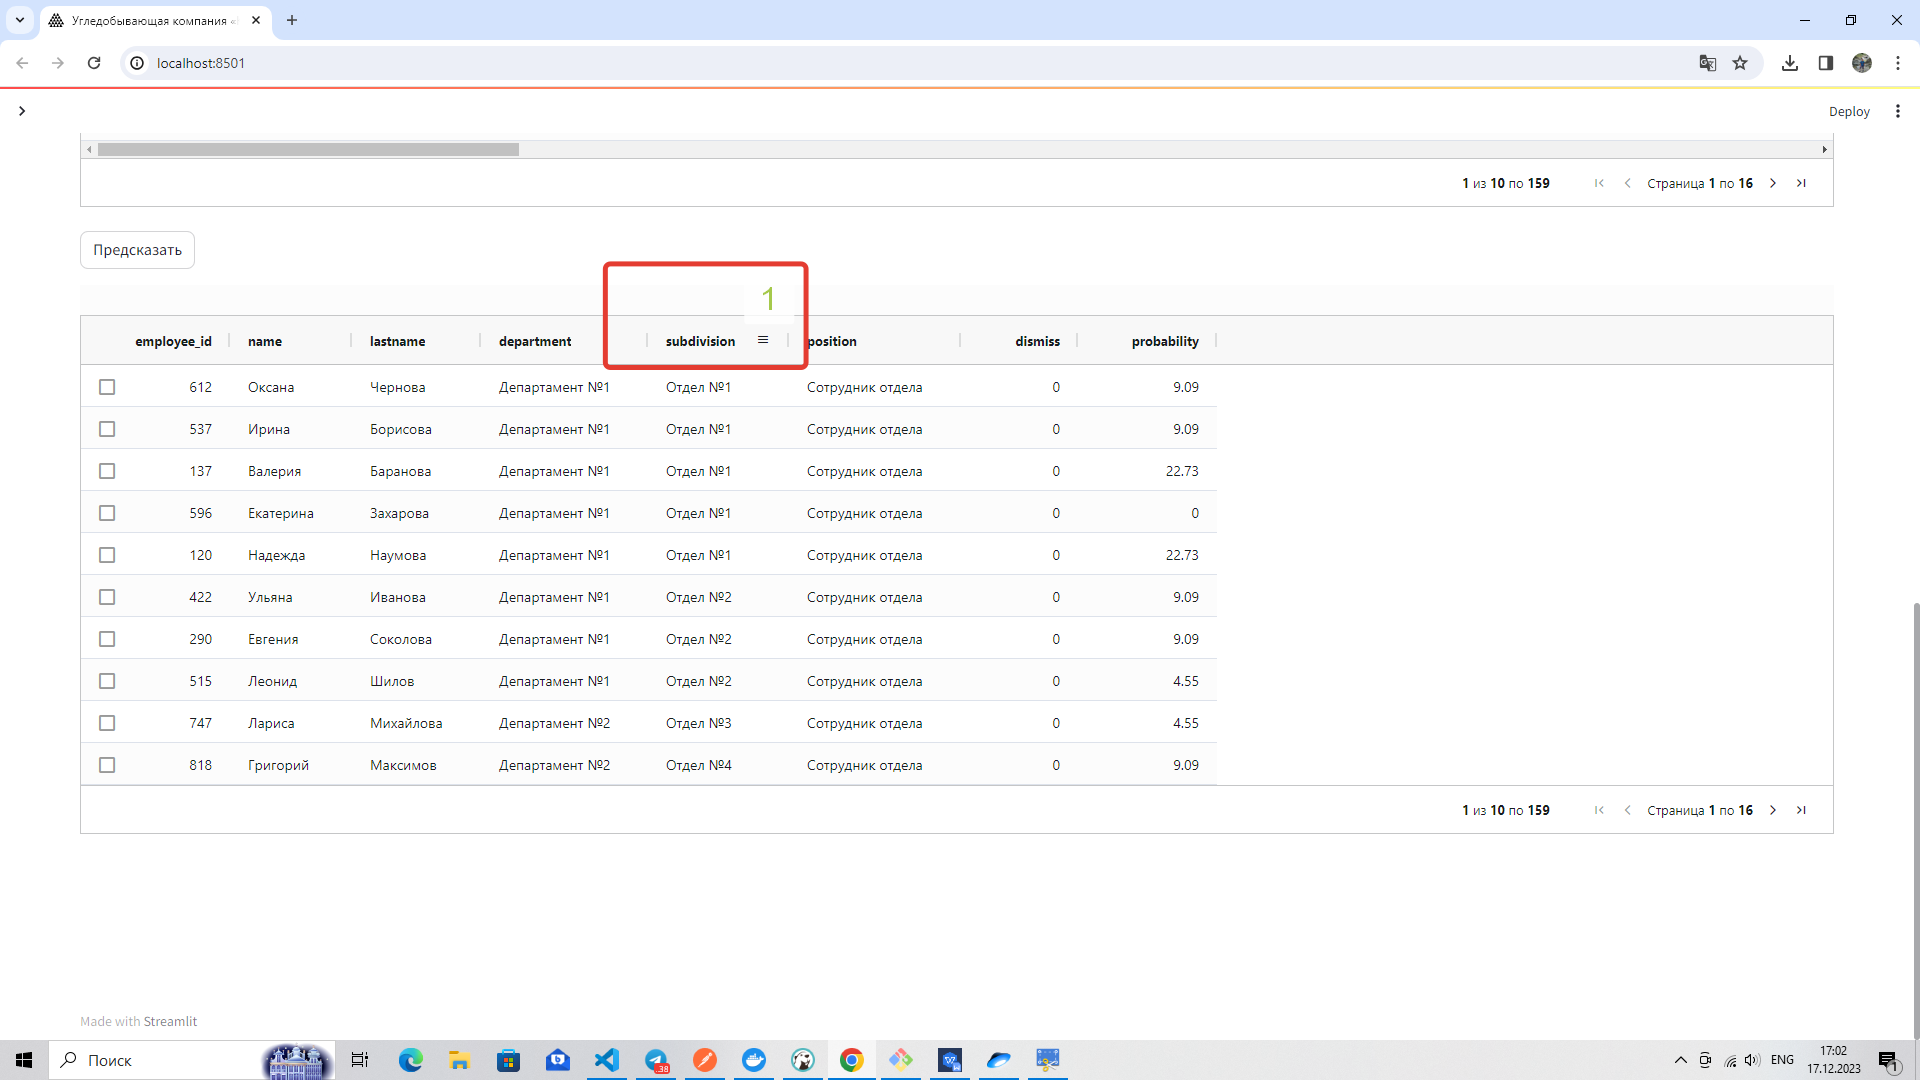 Угледобывающая компания «
localhost:8501
Deploy
1 из 10 по 159 Страница 1 по 16
Предсказать
1
employee_id name lastname department subdivision position dismiss probability
612 Оксана Чернова Департамент №1 Отдел №1 Сотрудник отдела 0 9.09
537 Ирина Борисова Департамент №1 Отдел №1 Сотрудник отдела 0 9.09
137 Валерия Баранова Департамент №1 Отдел №1 Сотрудник отдела 0 22.73
596 Екатерина Захарова Департамент №1 Отдел №1 Сотрудник отдела 0 0
120 Надежда Наумова Департамент №1 Отдел №1 Сотрудник отдела 0 22.73
422 Ульяна Иванова Департамент №1 Отдел №2 Сотрудник отдела 0 9.09
290 Евгения Соколова Департамент №1 Отдел №2 Сотрудник отдела 0 9.09
515 Леонид Шилов Департамент №1 Отдел №2 Сотрудник отдела 0 4.55
747 Лариса Михайлова Департамент №2 Отдел №3 Сотрудник отдела 0 4.55
818 Григорий Максимов Департамент №2 Отдел №4 Сотрудник отдела 0 9.09
1 из 10 по 159 Страница 1 по 16
Made with Streamlit
Поиск
38
ENG
17:02
17.12.2023
1